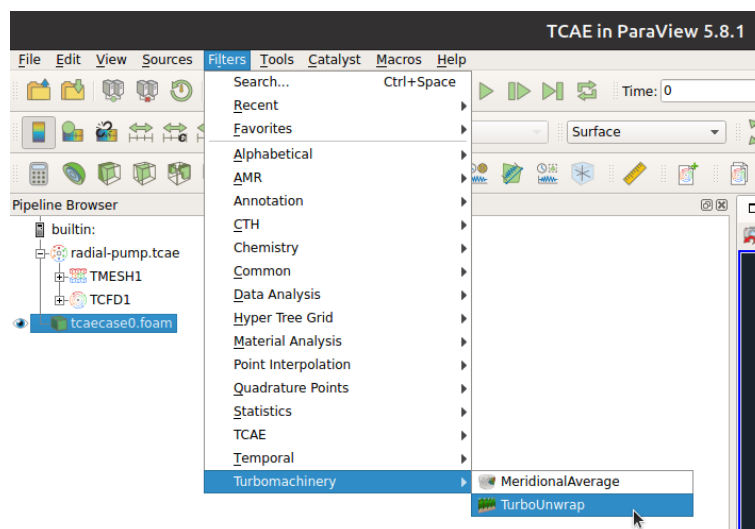 TCAE in ParaView 5.8.1
File Edit View Sources Filters Tools Catalyst Macros Help
Search... Ctrl+Space
Recent
Favorites
Alphabetical
AMR
Annotation
CTH
Chemistry
Common
Data Analysis
Hyper Tree Grid
Material Analysis
Point Interpolation
Quadrature Points
Statistics
TCAE
Temporal
Turbomachinery
MeridionalAverage
TurboUnwrap
Time: 0
Surface
Pipeline Browser
builtin:
radial-pump.tcae
TMESH1
TCFD1
tcaecase0.foam